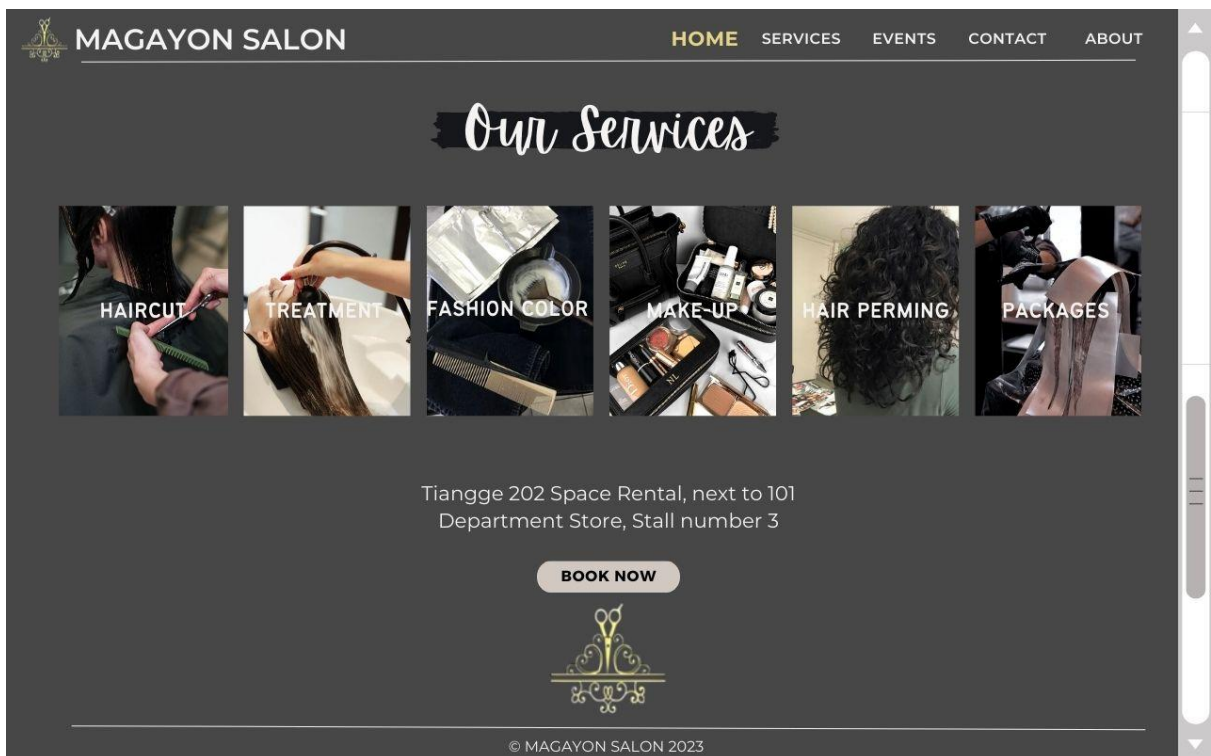 MAGAYON SALON
HOME SERVICES EVENTS CONTACT ABOUT
Our Services
HAIRCUT
TREATMENT
FASHION COLOR
MAKE-UP
HAIR PERMING
PACKAGES
Tiangge 202 Space Rental, next to 101
Department Store, Stall number 3
BOOK NOW
© MAGAYON SALON 2023